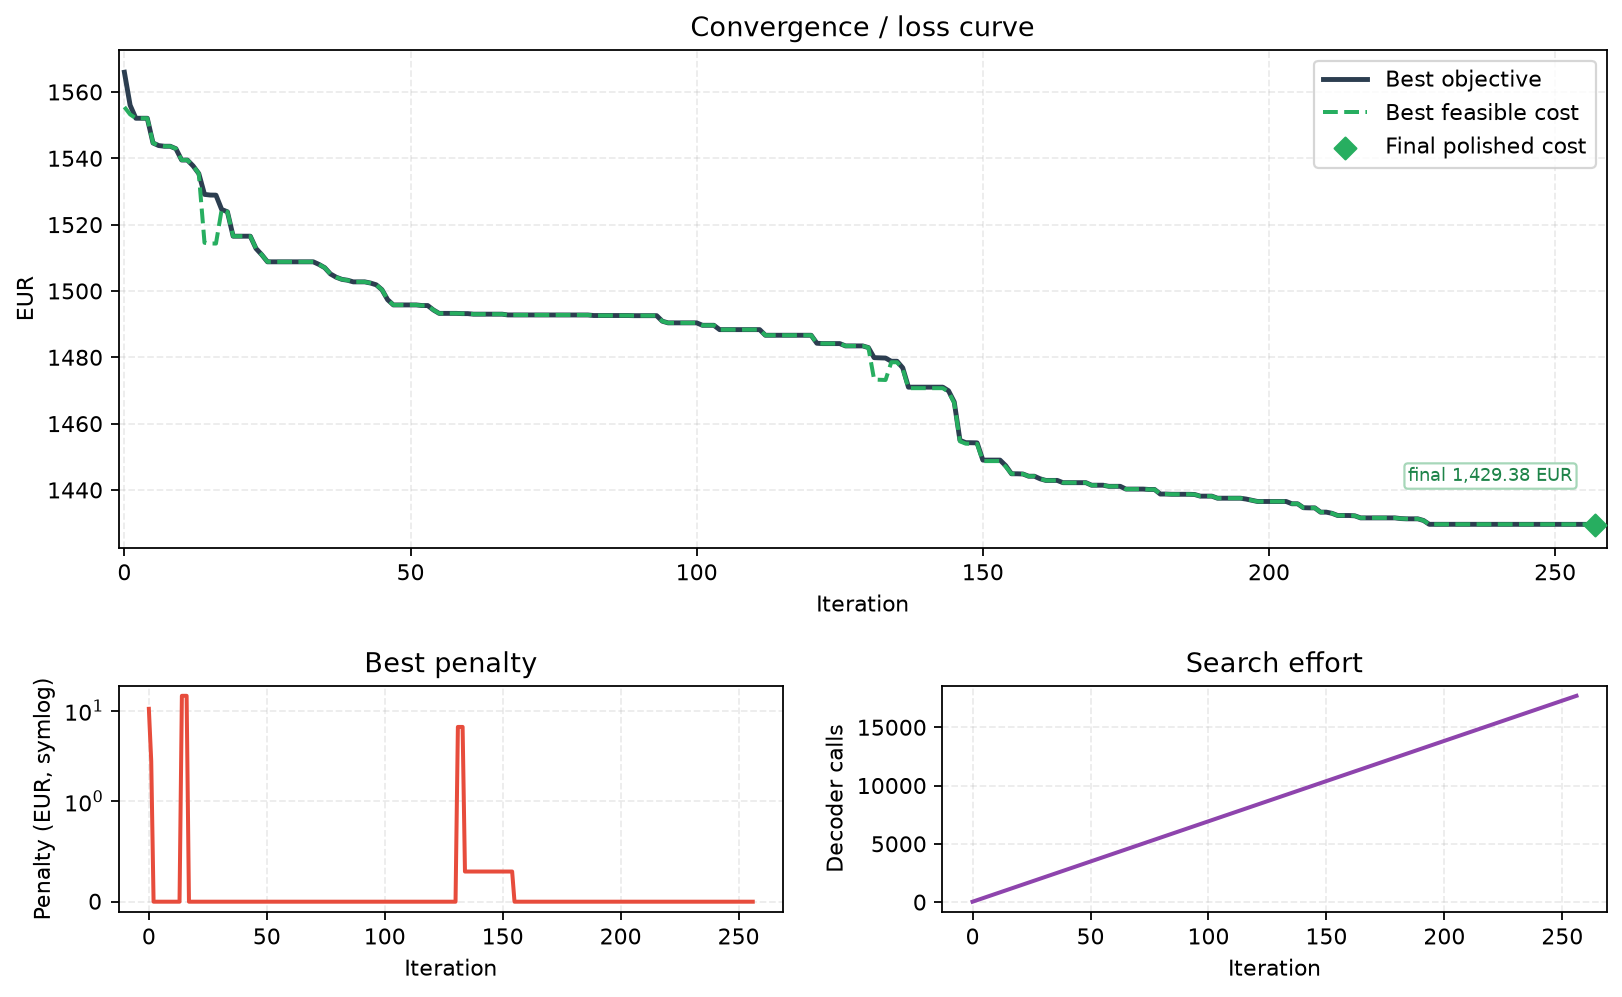 Convergence / loss curve
EUR
1560
1540
1520
1500
1480
1460
1440
Best objective
Best feasible cost
Final polished cost
final 1,429.38 EUR
0 50 100 150 200 250
Iteration
Best penalty
Penalty (EUR, symlog)
10¹
10⁰
0
0 50 100 150 200 250
Iteration
Search effort
Decoder calls
15000
10000
5000
0
0 50 100 150 200 250
Iteration